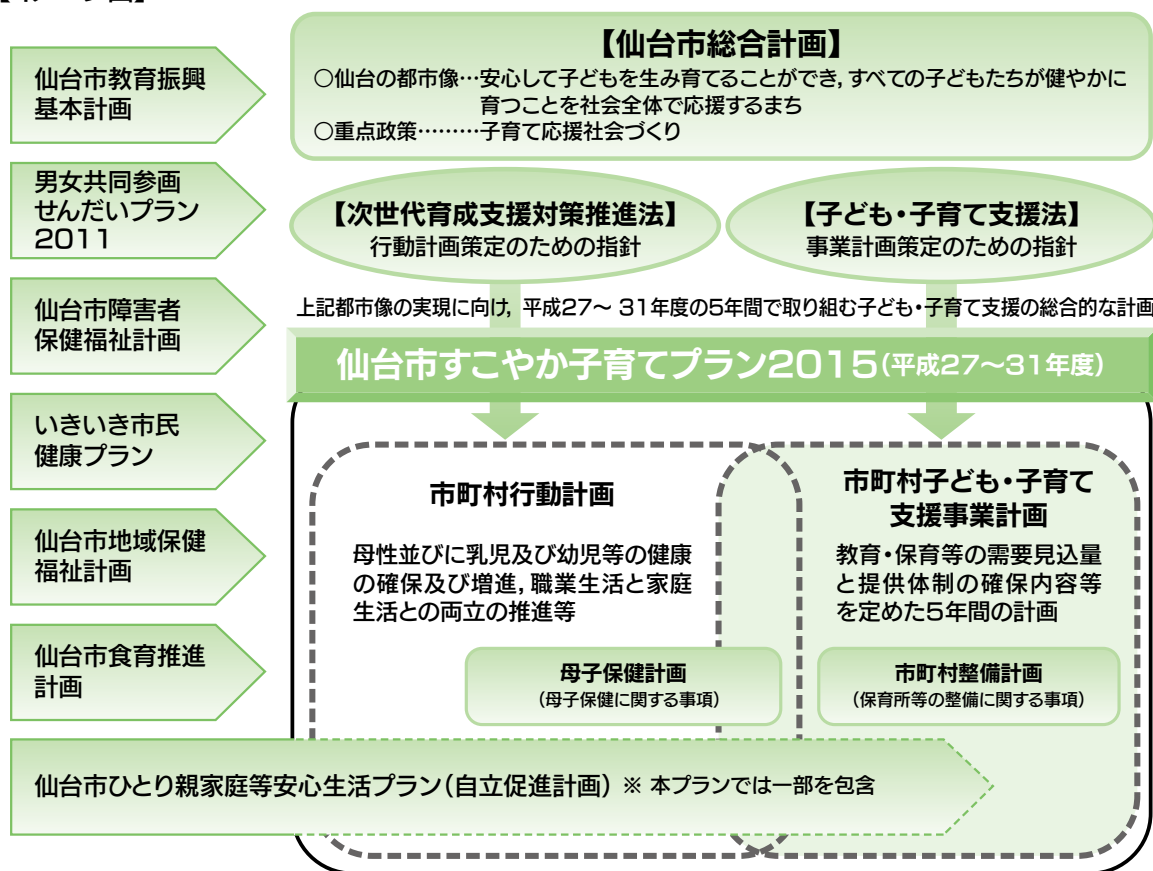 仙台市教育振興
基本計画
男女共同参画
せんだいプラン
2011
仙台市障害者
保健福祉計画
いきいき市民
健康プラン
仙台市地域保健
福祉計画
仙台市食育推進
計画
【仙台市総合計画】
○仙台の都市像…安心して子どもを生み育てることができ，すべての子どもたちが健やかに
育つことを社会全体で応援するまち
○重点政策………子育て応援社会づくり
【次世代育成支援対策推進法】
行動計画策定のための指針
【子ども・子育て支援法】
事業計画策定のための指針
上記都市像の実現に向け，平成27～31年度の5年間で取り組む子ども・子育て支援の総合的な計画
仙台市すこやか子育てプラン2015（平成27～31年度）
市町村行動計画
母性並びに乳児及び幼児等の健康
の確保及び増進，職業生活と家庭
生活との両立の推進等
市町村子ども・子育て
支援事業計画
教育・保育等の需要見込量
と提供体制の確保内容等
を定めた5年間の計画
母子保健計画
（母子保健に関する事項）
市町村整備計画
（保育所等の整備に関する事項）
仙台市ひとり親家庭等安心生活プラン（自立促進計画）※ 本プランでは一部を包含